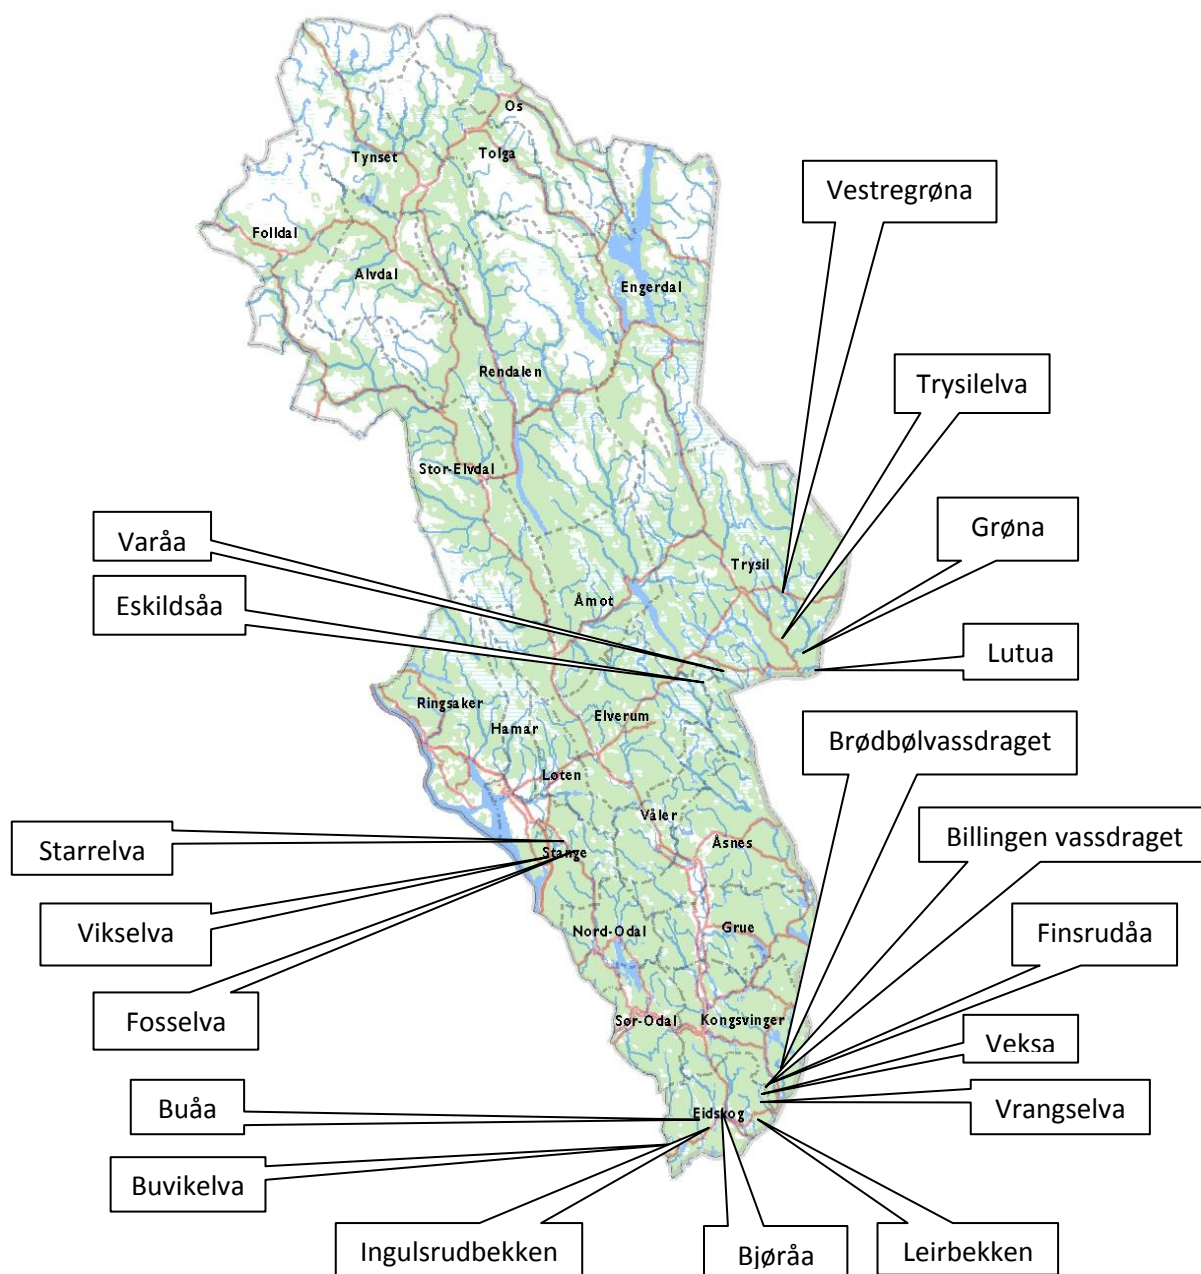 Os
Tynset
Tolga
Vestregrøna
Folldal
Alvdal
Engerdal
Rendalen
Trysilelva
Stor-Elvdal
Grøna
Varåa
Trysil
Eskildsåa
Åmot
Lutua
Ringsaker
Elverum
Hamar
Brødbølvassdraget
Løten
Våler
Starrelva
Stange
Åsnes
Billingen vassdraget
Vikselva
Nord-Odal
Grue
Finsrudåa
Fosselva
Sør-Odal
Kongsvinger
Veksa
Buåa
Eidskog
Vrangselva
Buvikelva
Ingulsrudbekken
Bjøråa
Leirbekken